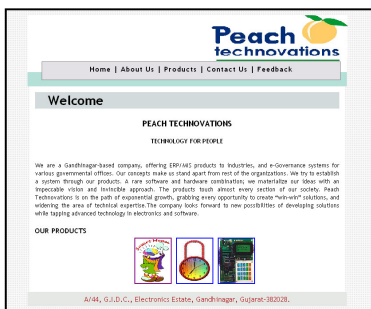 Peach
technovations
Home | About Us | Products | Contact Us | Feedback
Welcome
PEACH TECHNOVATIONS
TECHNOLOGY FOR PEOPLE
We are a Gandhinagar-based company, offering ERP/MIS products to industries, and e-Governance systems for
various governmental offices. Our concepts make us stand apart from rest of the organizations. We try to establish
a system through our products. A rare software and hardware combination; we materialize our ideas with an
impeccable vision and invincible approach. The products touch almost every section of our society. Peach
Technovations is on the path of exponential growth, grabbing every opportunity to create "win-win" solutions, and
widening the area of technical expertise.The company looks forward to new possibilities of developing solutions
while tapping advanced technology in electronics and software.
OUR PRODUCTS
A/44, G.I.D.C., Electronics Estate, Gandhinagar, Gujarat-382028.